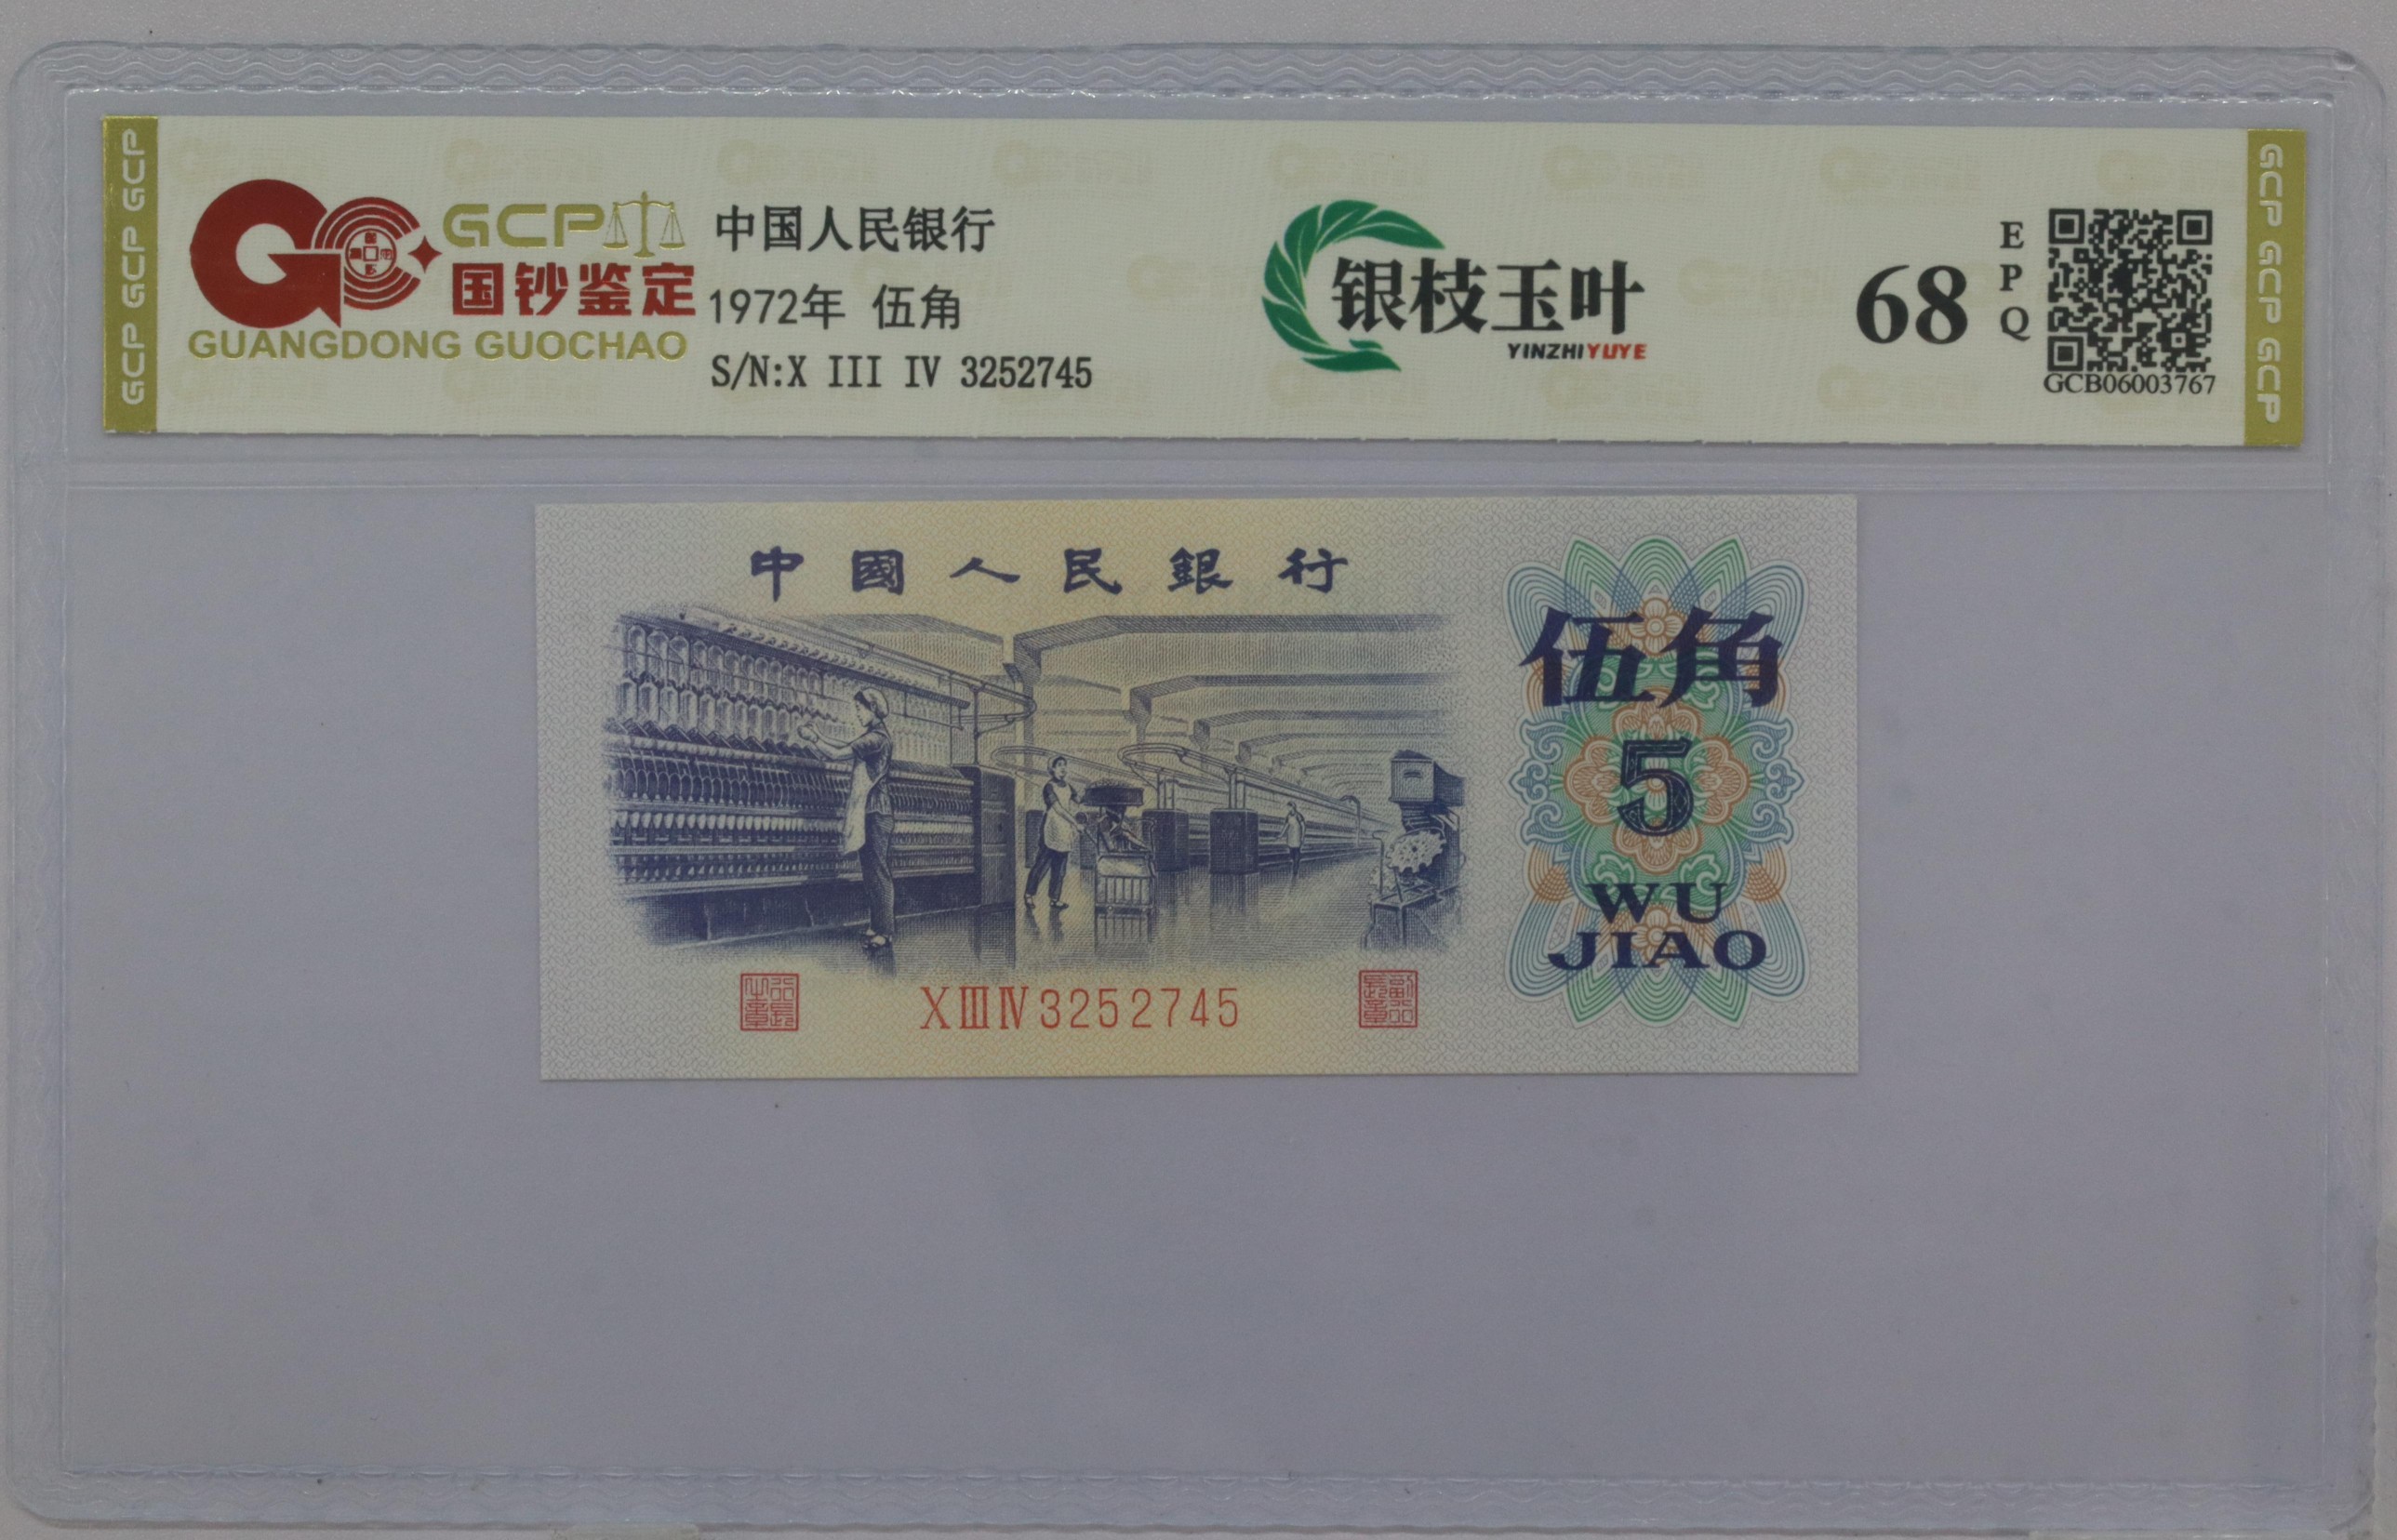 GCP GCP GCP
GCP
国钞鉴定
GUANGDONG GUOCHAO
中国人民银行
1972年 伍角
S/N:X III IV 3252745
银枝玉叶
YINZHIYUYE
68
E
P
Q
GCB06003767
GCP GCP GCP
中國人民銀行
伍角
5
WU
JIAO
XⅢⅣ3252745